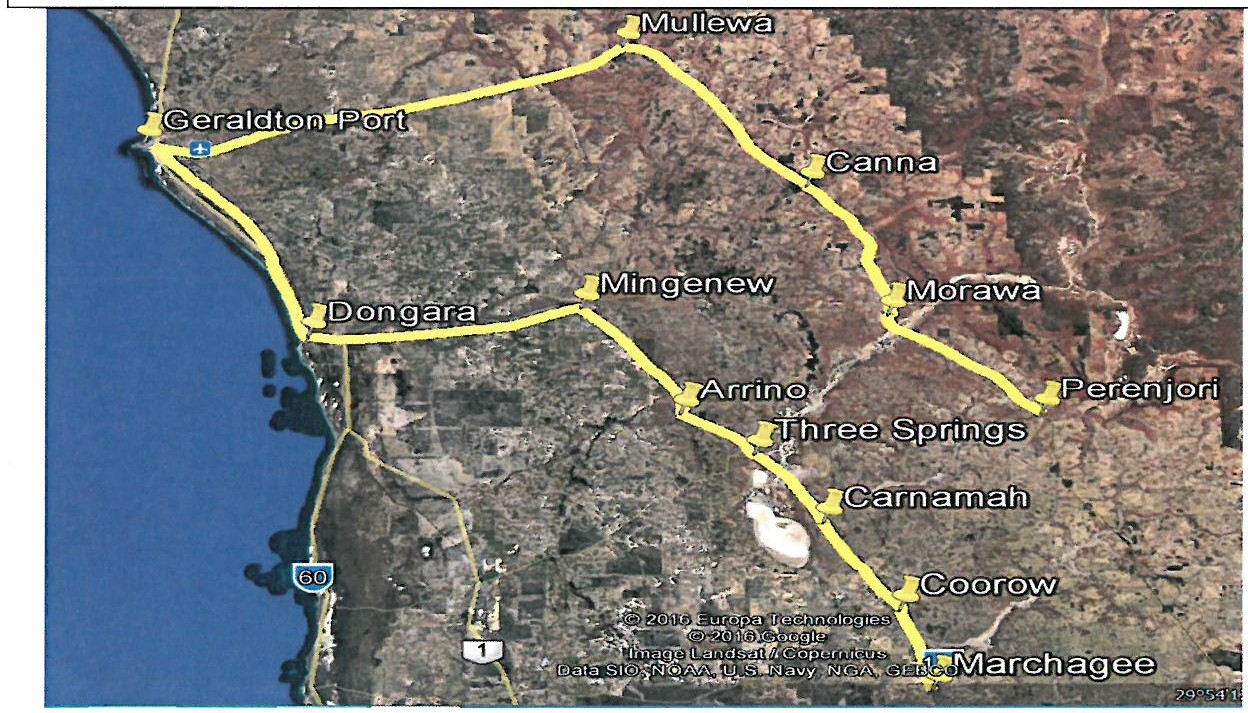 Mullewa
Geraldton Port
Canna
Mingenew
Morawa
Dongara
Arrino
Perenjori
Three Springs
Carnamah
60
Coorow
© 2016 Europa Technologies
© 2016 Google
1
Image Landsat / Copernicus
Marchagee
Data SIO, NOAA, U.S. Navy, NGA, GEBCO